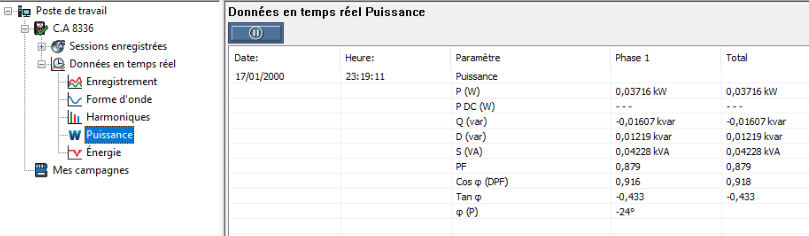 Poste de travail
C.A 8336
Sessions enregistrées
Données en temps réel
Enregistrement
Forme d'onde
Harmoniques
W Puissance
Énergie
Mes campagnes
Données en temps réel Puissance
Date: Heure: Paramètre Phase 1 Total
17/01/2000 23:19:11 Puissance
P (W) 0,03716 kW 0,03716 kW
P DC (W) - - - - - -
Q (var) -0,01607 kvar -0,01607 kvar
D (var) 0,01219 kvar 0,01219 kvar
S (VA) 0,04228 kVA 0,04228 kVA
PF 0,879 0,879
Cos φ (DPF) 0,916 0,918
Tan φ -0,433 -0,433
φ (P) -24°